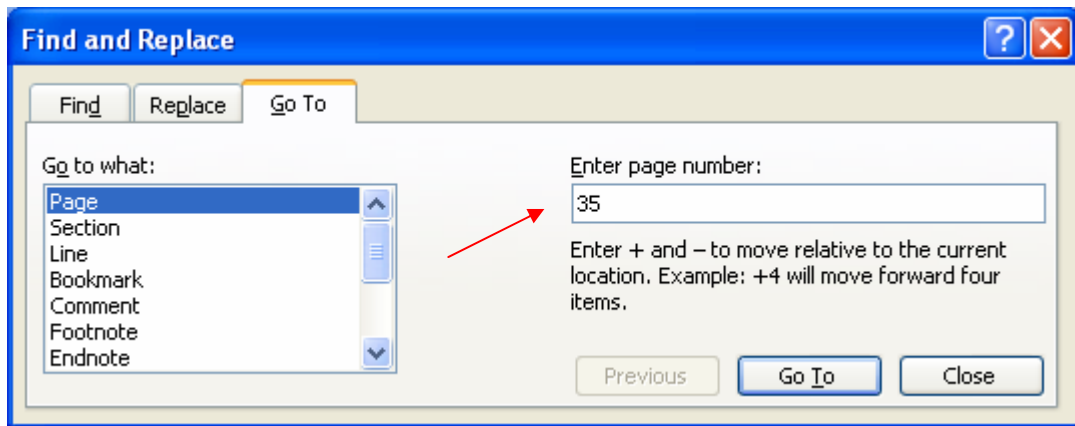 Find and Replace
Find Replace Go To
Go to what:
Page
Section
Line
Bookmark
Comment
Footnote
Endnote
Enter page number:
35
Enter + and – to move relative to the current
location. Example: +4 will move forward four
items.
Previous Go To Close